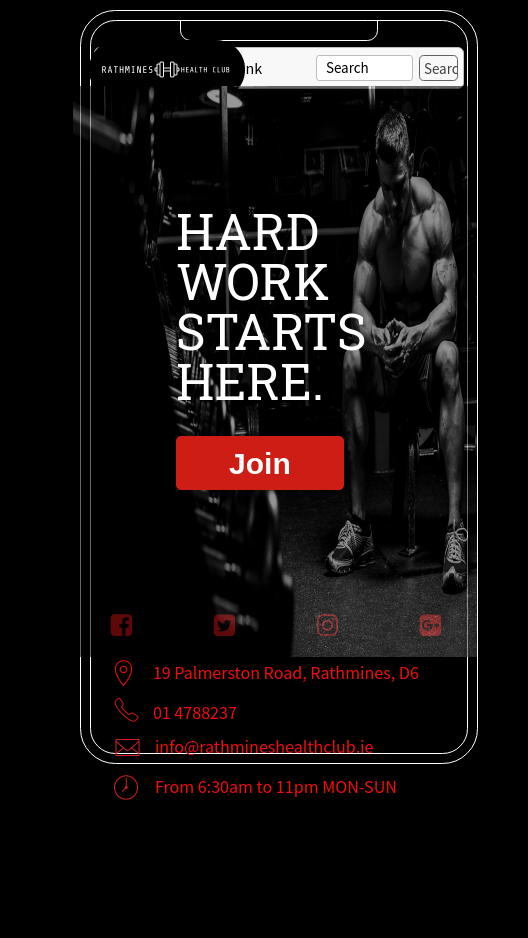 RATHMINES HEALTH CLUB
nk
Search
Searc
HARD
WORK
STARTS
HERE.
Join
19 Palmerston Road, Rathmines, D6
01 4788237
info@rathmineshealthclub.ie
From 6:30am to 11pm MON-SUN